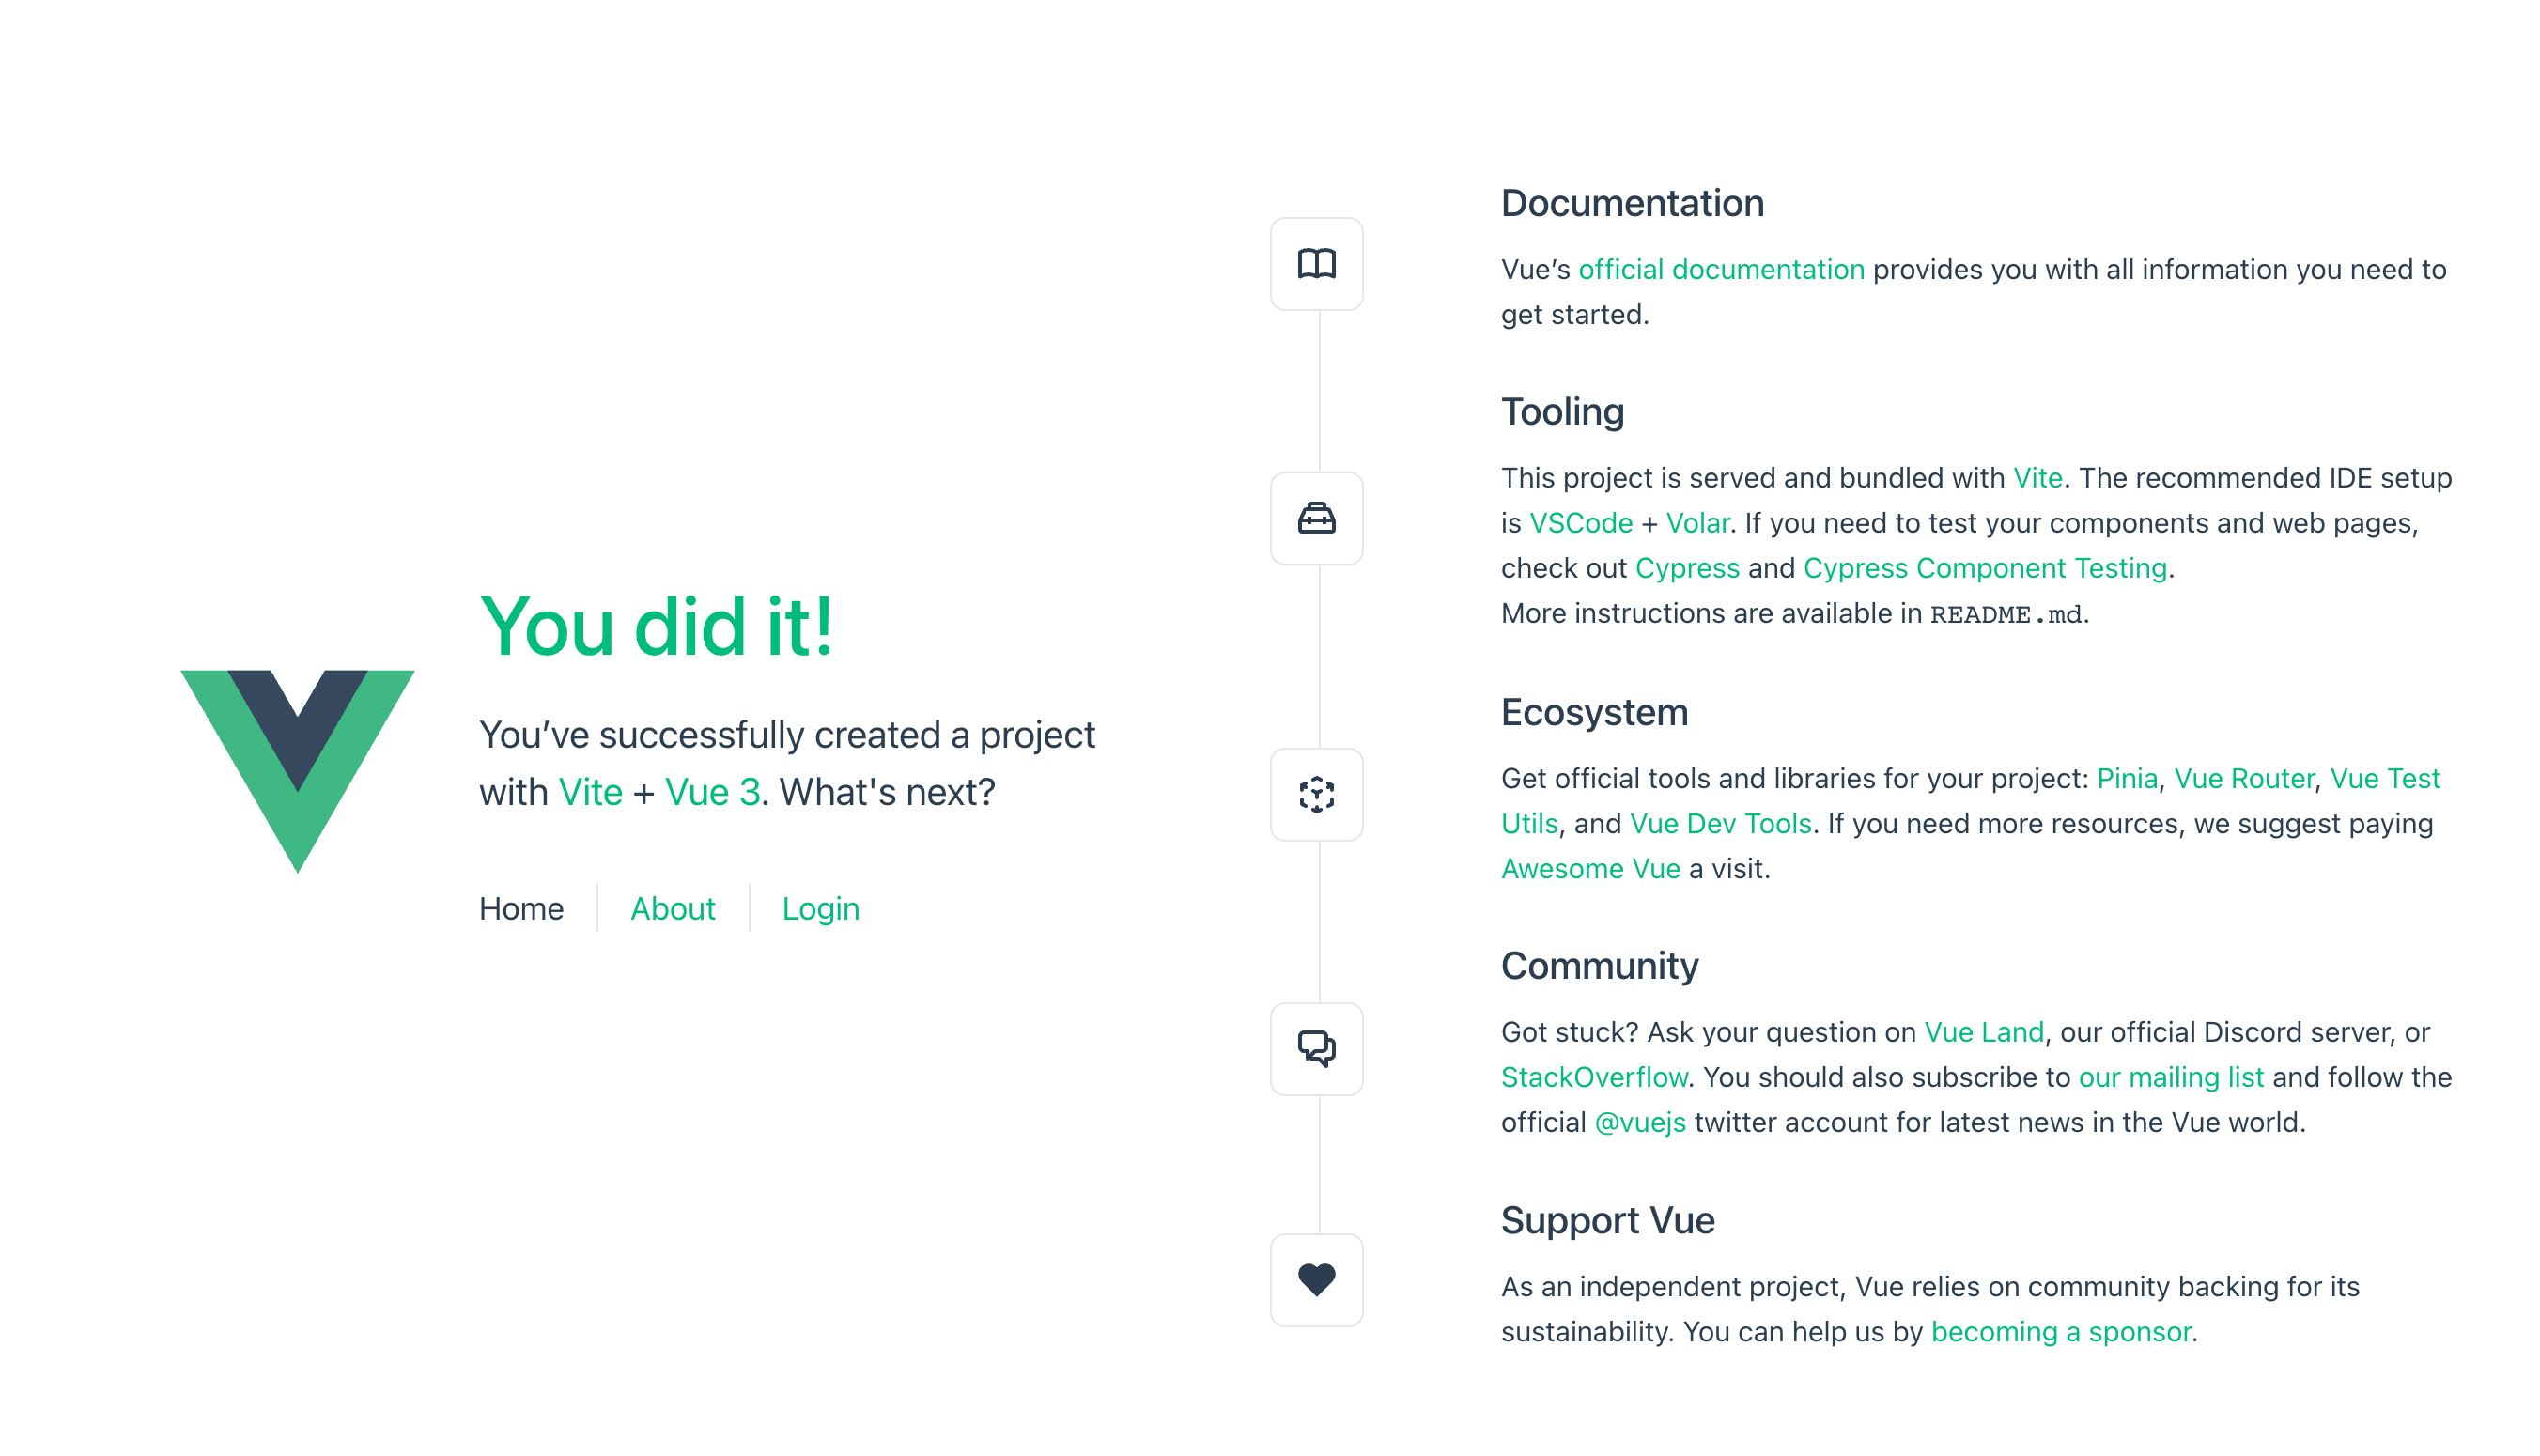 You did it!
You’ve successfully created a project
with Vite + Vue 3. What's next?
Home
About
Login
Documentation
Vue’s official documentation provides you with all information you need to
get started.
Tooling
This project is served and bundled with Vite. The recommended IDE setup
is VSCode + Volar. If you need to test your components and web pages,
check out Cypress and Cypress Component Testing.
More instructions are available in README.md.
Ecosystem
Get official tools and libraries for your project: Pinia, Vue Router, Vue Test
Utils, and Vue Dev Tools. If you need more resources, we suggest paying
Awesome Vue a visit.
Community
Got stuck? Ask your question on Vue Land, our official Discord server, or
StackOverflow. You should also subscribe to our mailing list and follow the
official @vuejs twitter account for latest news in the Vue world.
Support Vue
As an independent project, Vue relies on community backing for its
sustainability. You can help us by becoming a sponsor.